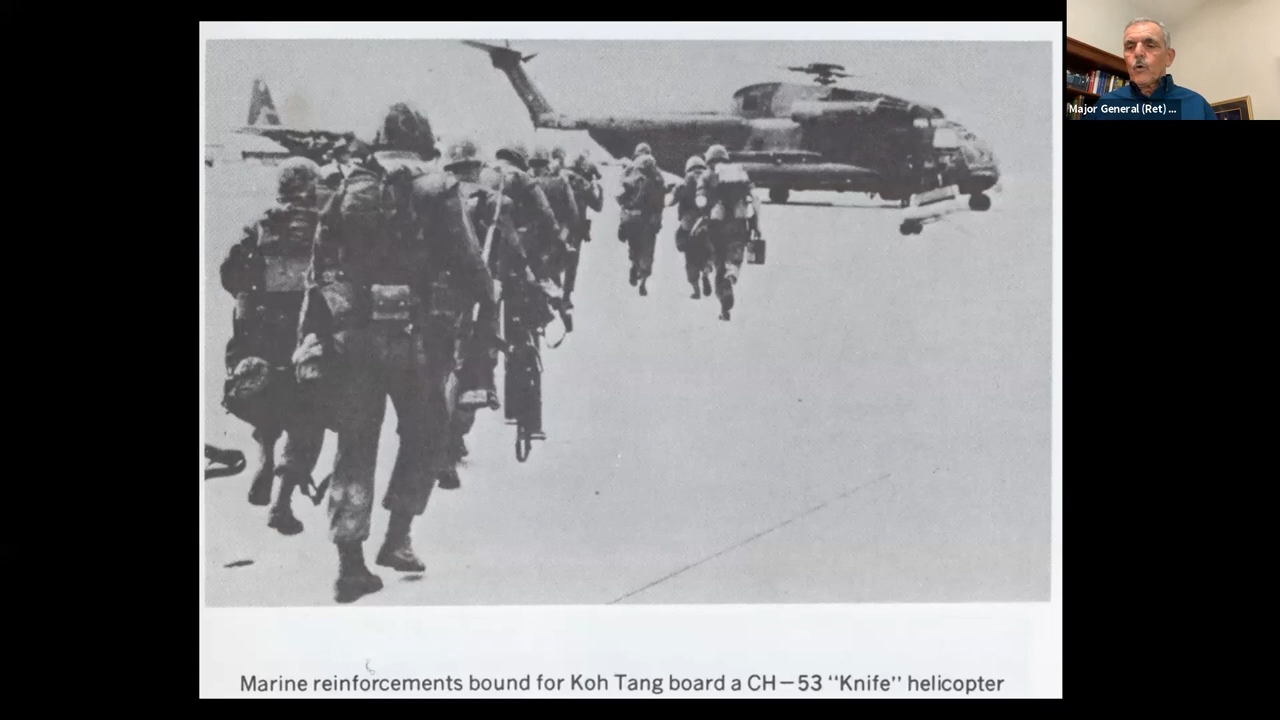 Major General (Ret) ...
Marine reinforcements bound for Koh Tang board a CH–53 “Knife” helicopter